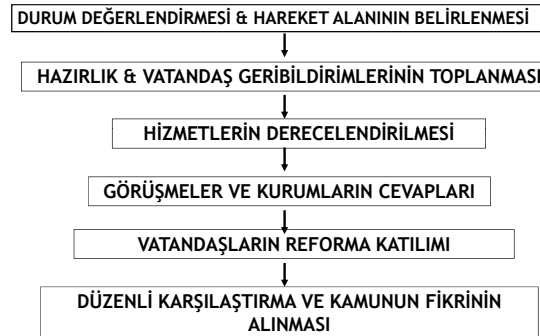 DURUM DEĞERLENDİRMESİ & HAREKET ALANININ BELİRLENMESİ
HAZIRLIK & VATANDAŞ GERİBİLDİRİMLERİNİN TOPLANMASI
HİZMETLERİN DERECELENDİRİLMESİ
GÖRÜŞMELER VE KURUMLARIN CEVAPLARI
VATANDAŞLARIN REFORMA KATILIMI
DÜZENLİ KARŞILAŞTIRMA VE KAMUNUN FİKRİNİN
ALINMASI